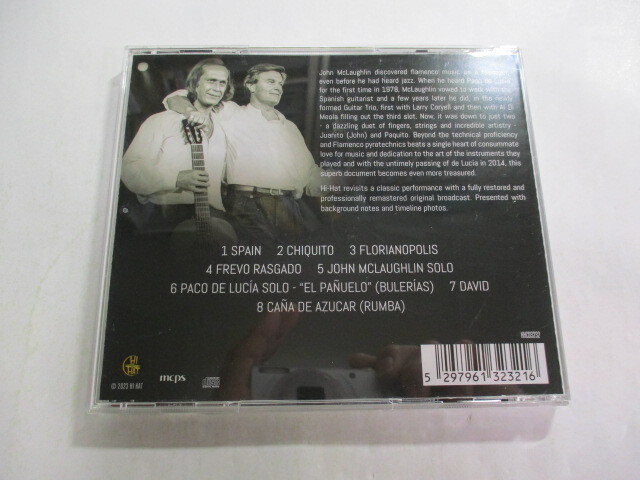 John McLaughlin discovered flamenco music as a
even before he had heard jazz. When he heard Paco de Lucia
for the first time in 1978, McLaughlin vowed to work with the
Spanish guitarist and a few years later he did, in the newly
formed Guitar Trio, first with Larry Coryell and then with Al Di
Meola filling out the third slot. Now, it was down to just two
- a dazzling duet of fingers, strings and incredible artistry -
Juanito (John) and Paquito. Beyond the technical proficiency
and Flamenco pyrotechnics beats a single heart of consummate
love for music and dedication to the art of the instruments they
played and with the untimely passing of de Lucia in 2014, this
superb document becomes even more treasured.
Hi-Hat revisits a classic performance with a fully restored and
professionally remastered original broadcast. Presented with
background notes and timeline photos.
1 SPAIN 2 CHIQUITO 3 FLORIANOPOLIS
4 FREVO RASGADO 5 JOHN MCLAUGHLIN SOLO
6 PACO DE LUCÍA SOLO - “EL PAÑUELO” (BULERÍAS) 7 DAVID
8 CAÑA DE AZUCAR (RUMBA)
HI HAT
© 2022 HI HAT
mcps
5 297961 323216